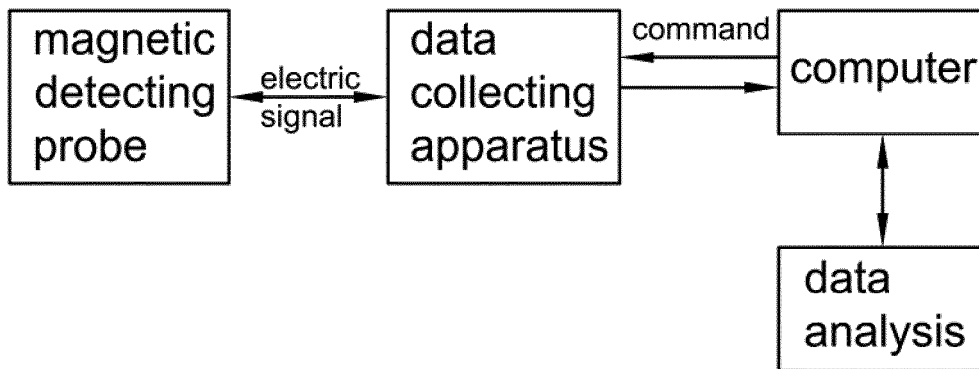 magnetic
detecting
probe
electric
signal
data
collecting
apparatus
command
computer
data
analysis